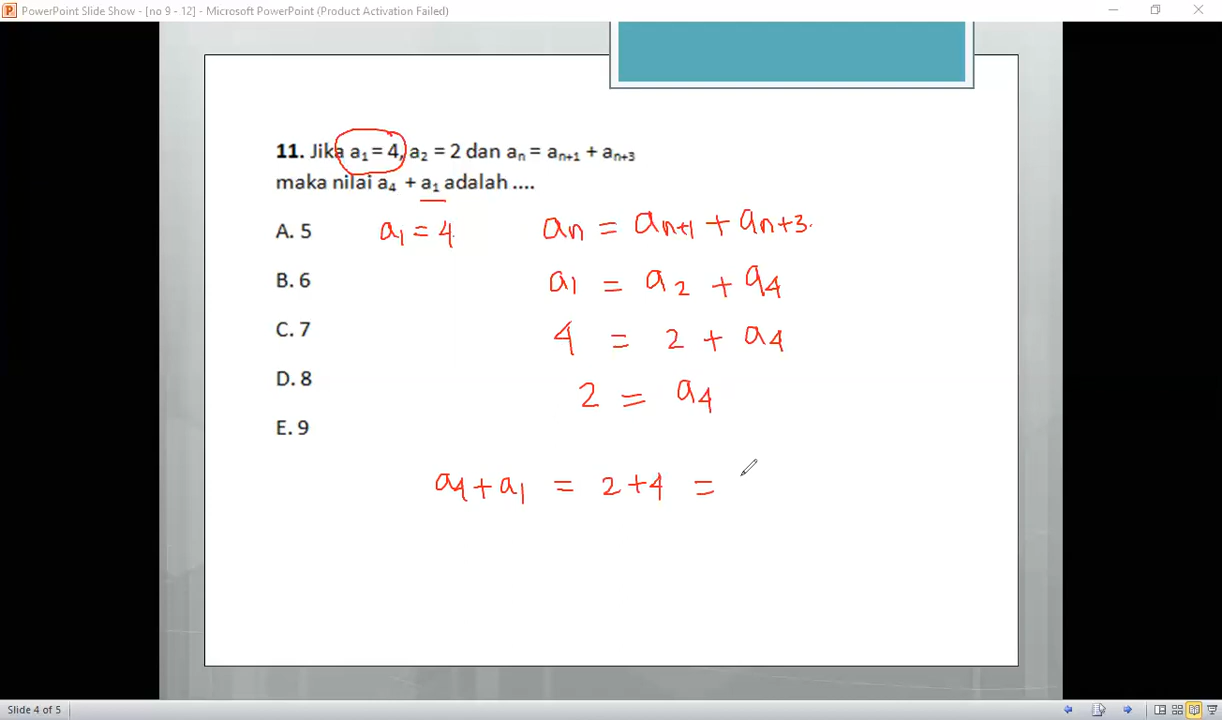 PowerPoint Slide Show - [no 9 - 12] - Microsoft PowerPoint (Product Activation Failed)
11. Jika a₁ = 4, a₂ = 2 dan aₙ = aₙ₊₁ + aₙ₊₃
maka nilai a₄ + a₁ adalah ....
A. 5
a₁ = 4.
aₙ = aₙ₊₁ + aₙ₊₃.
B. 6
a₁ = a₂ + a₄
C. 7
4 = 2 + a₄
D. 8
2 = a₄
E. 9
a₄ + a₁ = 2 + 4 =
Slide 4 of 5